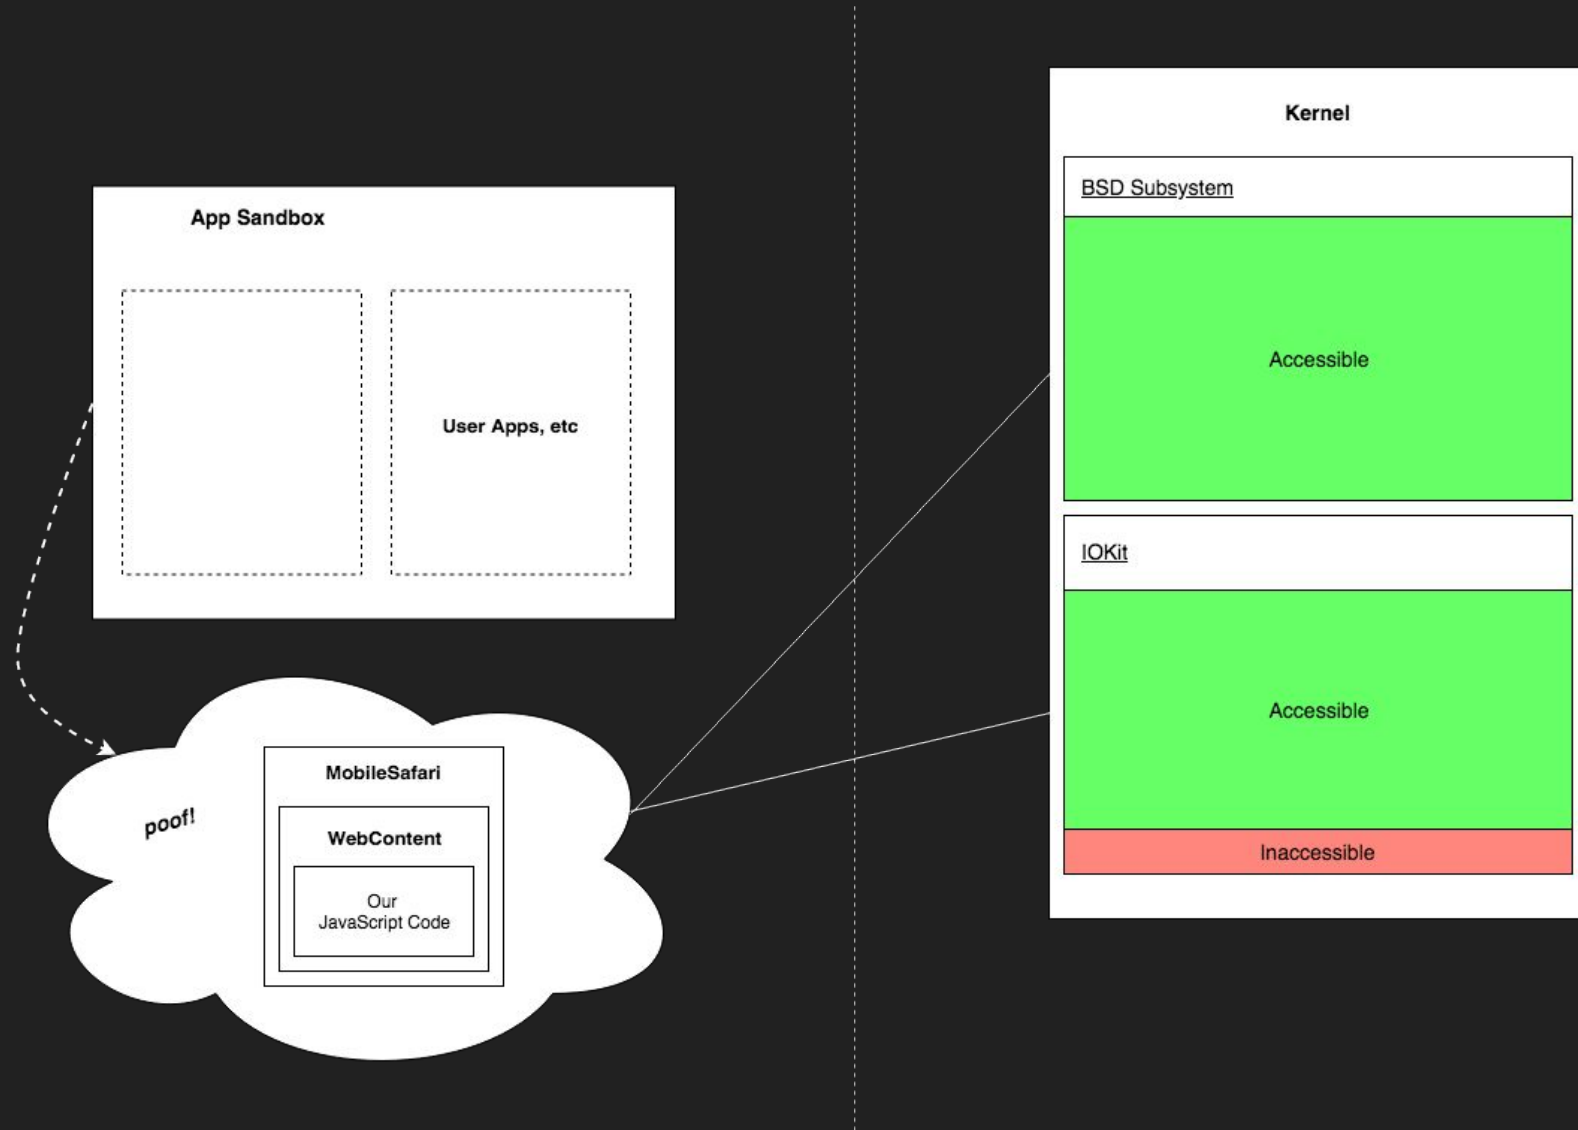 App Sandbox
User Apps, etc
poof!
MobileSafari
WebContent
Our
JavaScript Code
Kernel
BSD Subsystem
Accessible
IOKit
Accessible
Inaccessible